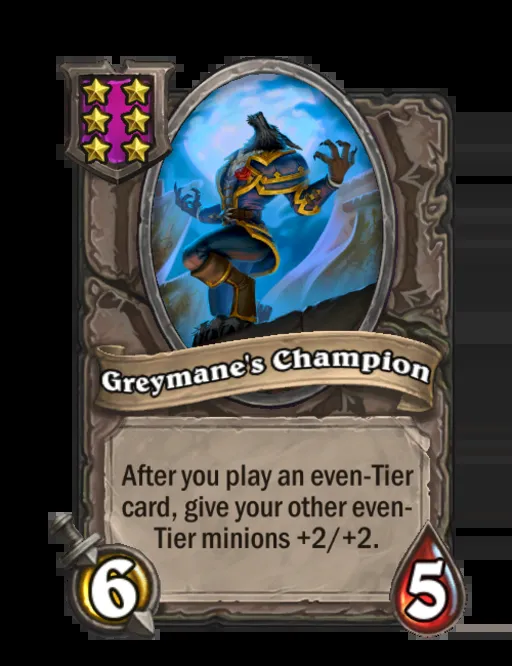 Greymane's Champion
After you play an even-Tier
card, give your other even-
Tier minions +2/+2.
6
5